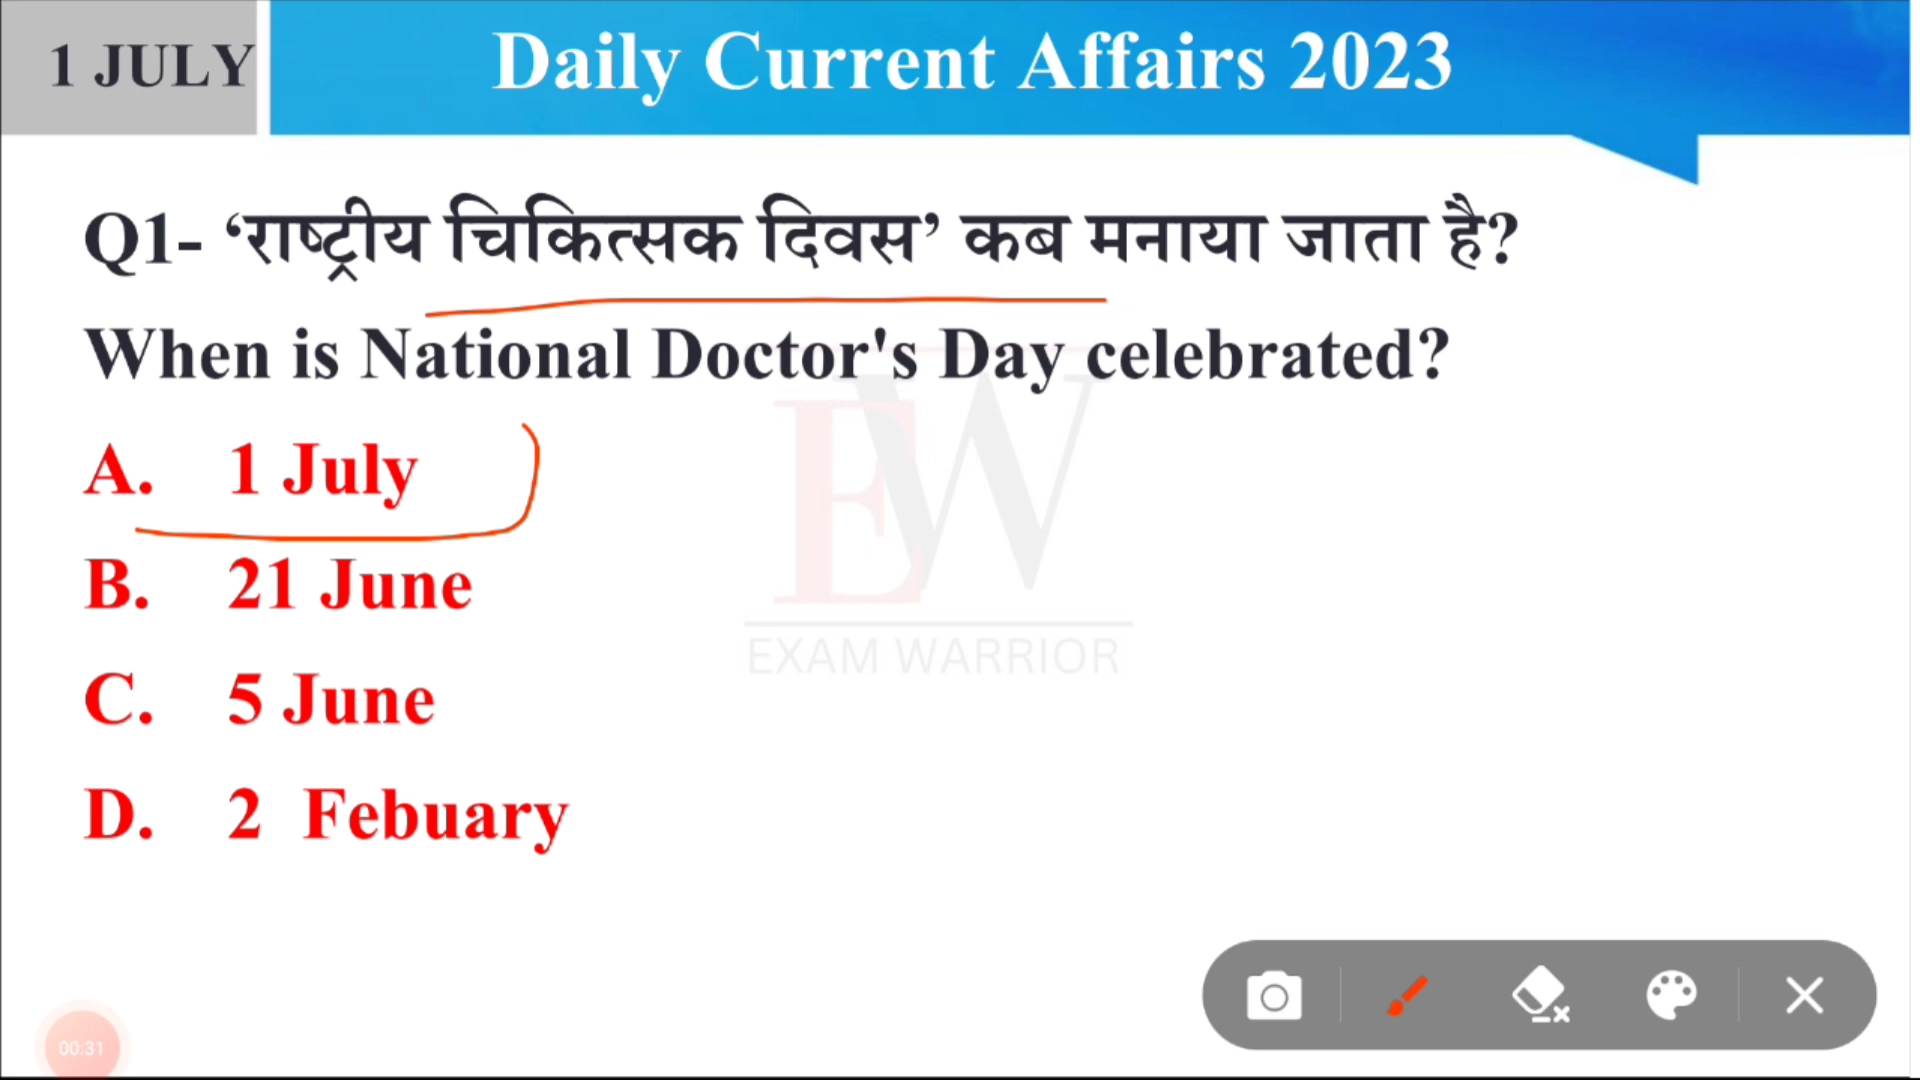 1 JULY
Daily Current Affairs 2023
Q1- ‘राष्ट्रीय चिकित्सक दिवस’ कब मनाया जाता है?
When is National Doctor's Day celebrated?
A. 1 July
B. 21 June
C. 5 June
D. 2 Febuary
EW
EXAM WARRIOR
00:31